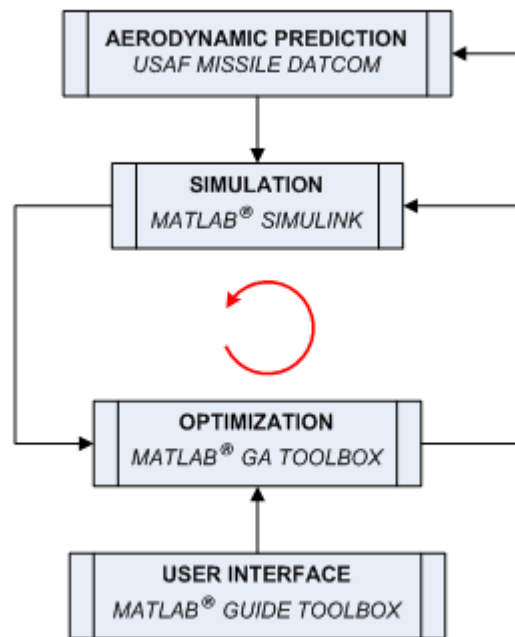 AERODYNAMIC PREDICTION
USAF MISSILE DATCOM
SIMULATION
MATLAB® SIMULINK
OPTIMIZATION
MATLAB® GA TOOLBOX
USER INTERFACE
MATLAB® GUIDE TOOLBOX